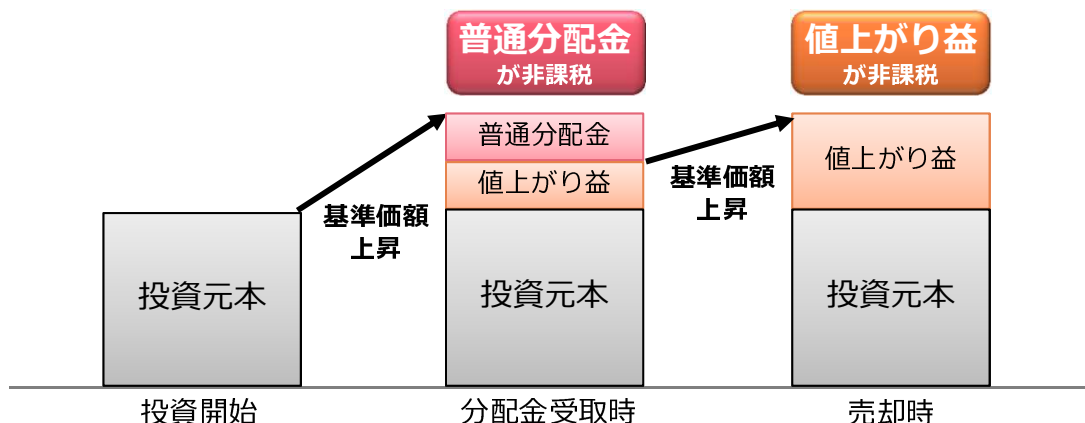 普通分配金
が非課税
値上がり益
が非課税
普通分配金
値上がり益
値上がり益
基準価額
上昇
基準価額
上昇
投資元本
投資元本
投資元本
投資開始
分配金受取時
売却時